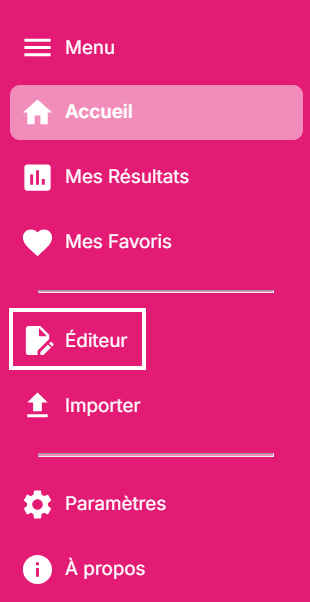 Menu
Accueil
Mes Résultats
Mes Favoris
Éditeur
Importer
Paramètres
À propos